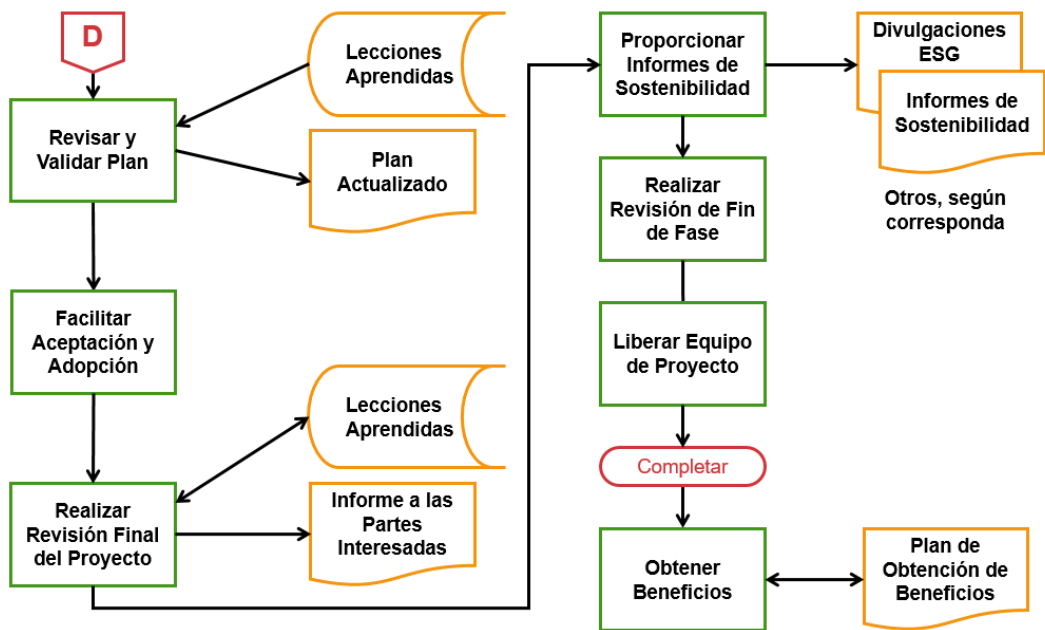 D
Revisar y
Validar Plan
Lecciones
Aprendidas
Plan
Actualizado
Facilitar
Aceptación y
Adopción
Lecciones
Aprendidas
Realizar
Revisión Final
del Proyecto
Informe a las
Partes
Interesadas
Proporcionar
Informes de
Sostenibilidad
Divulgaciones
ESG
Informes de
Sostenibilidad
Otros, según
corresponda
Realizar
Revisión de Fin
de Fase
Liberar Equipo
de Proyecto
Completar
Obtener
Beneficios
Plan de
Obtención de
Beneficios